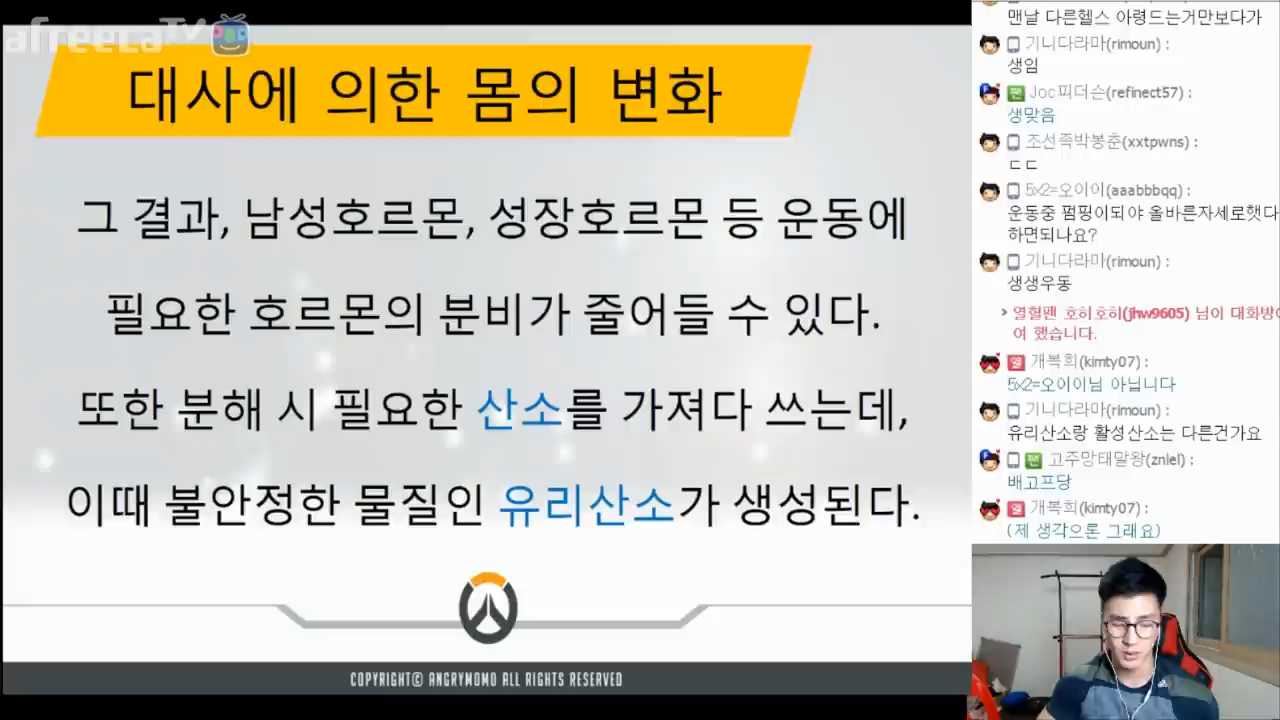 afreecaTV
대사에 의한 몸의 변화
그 결과, 남성호르몬, 성장호르몬 등 운동에
필요한 호르몬의 분비가 줄어들 수 있다.
또한 분해 시 필요한 산소를 가져다 쓰는데,
이때 불안정한 물질인 유리산소가 생성된다.
COPYRIGHT© ANGRYMOMO ALL RIGHTS RESERVED
맨날 다른헬스 아령드는거만보다가
기니다라마(rimoun) :
생임
팬 Joc피더슨(refinect57) :
생맞음
조선족박봉춘(xxtpwns) :
ㄷㄷ
5x2=오이이(aaabbbqq) :
운동중 펌핑이되야 올바른자세로햇다
하면되나요?
기니다라마(rimoun) :
생생우동
열혈팬 호히호히(jhw9605) 님이 대화방에
여 했습니다.
열 개복희(kimty07) :
5x2=오이이님 아닙니다
기니다라마(rimoun) :
유리산소랑 활성산소는 다른건가요
팬 고주망태말왕(znlel) :
배고프당
열 개복희(kimty07) :
(제 생각으론 그래요)